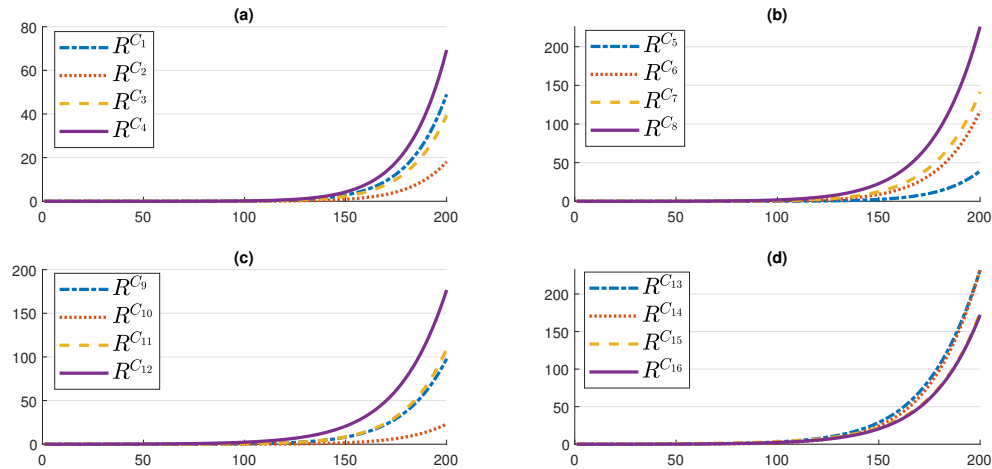 (a)
80
60
40
20
0
0 50 100 150 200
R^{C_1}
R^{C_2}
R^{C_3}
R^{C_4}
(b)
200
150
100
50
0
0 50 100 150 200
R^{C_5}
R^{C_6}
R^{C_7}
R^{C_8}
(c)
200
150
100
50
0
0 50 100 150 200
R^{C_9}
R^{C_{10}}
R^{C_{11}}
R^{C_{12}}
(d)
200
150
100
50
0
0 50 100 150 200
R^{C_{13}}
R^{C_{14}}
R^{C_{15}}
R^{C_{16}}